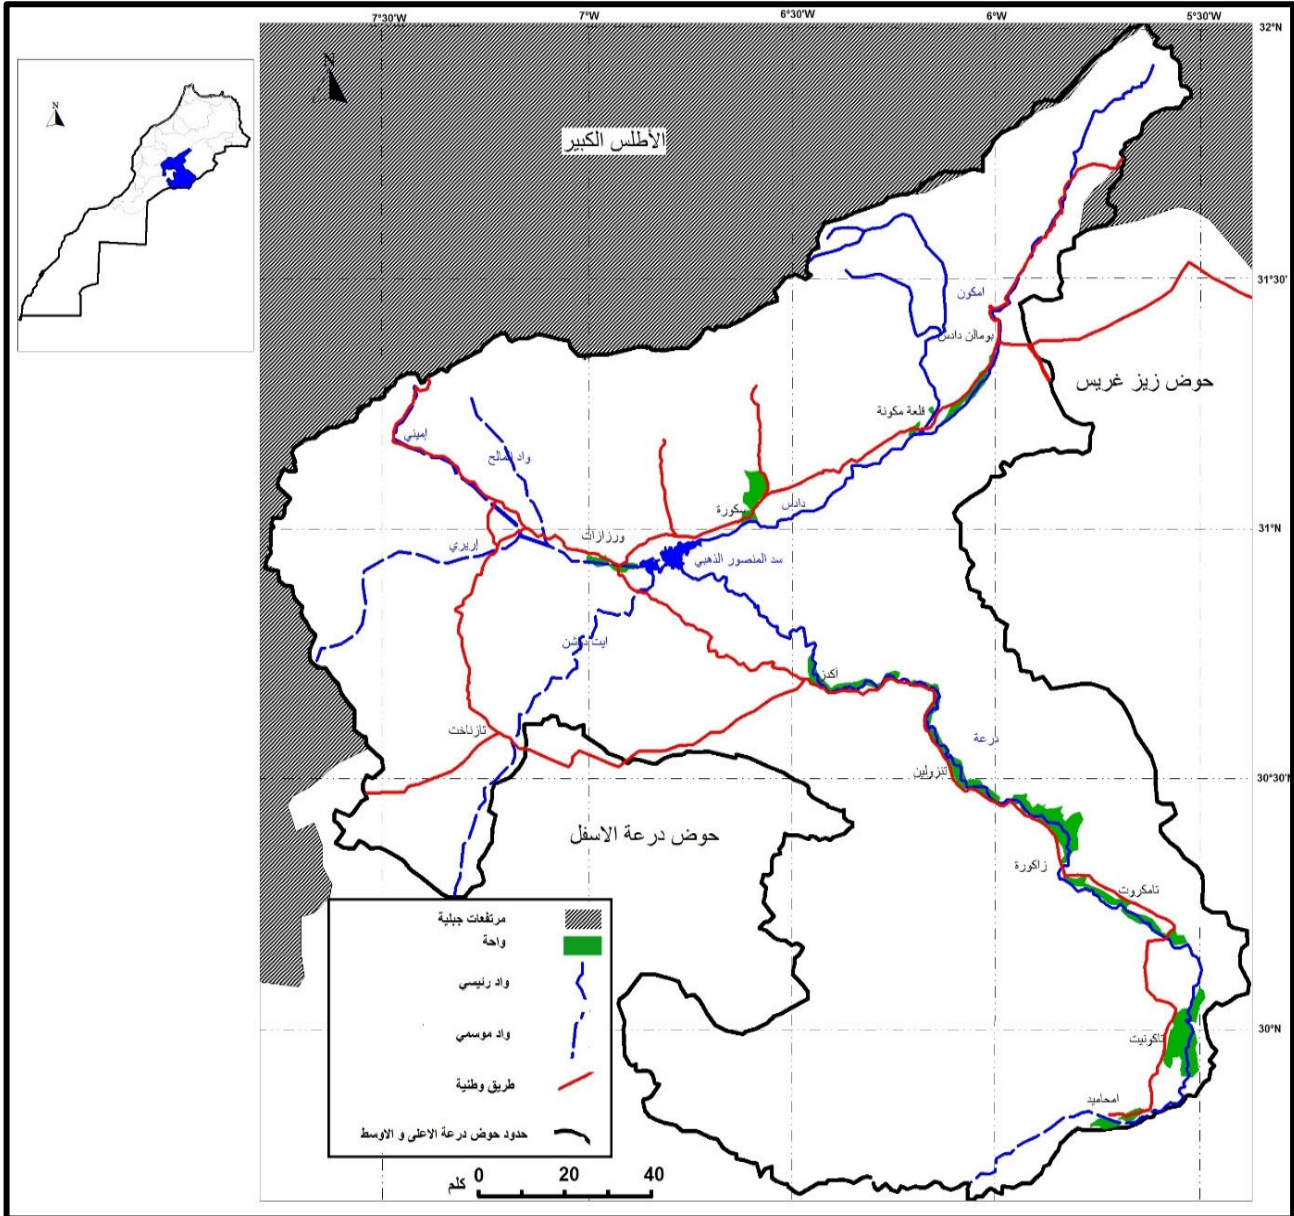 7°30'W
7°W
6°30'W
6°W
5°30'W
32°N
N
N
الأطلس الكبير
31°30'
امكون
بومالن دادس
حوض زيز غريس
قلعة مكونة
إميني
واد المالح
دادس
سكورة
31°N
ورزازات
إريري
سد المنصور الذهبي
ايت دوشن
أكدز
تازناخت
درعة
تنزولين
30°30'N
حوض درعة الاسفل
زاكورة
تامكروت
مرتفعات جبلية
واحة
واد رئيسي
واد موسمي
طريق وطنية
حدود حوض درعة الاعلى و الاوسط
30°N
تاكونيت
امحاميد
كلم 0 20 40